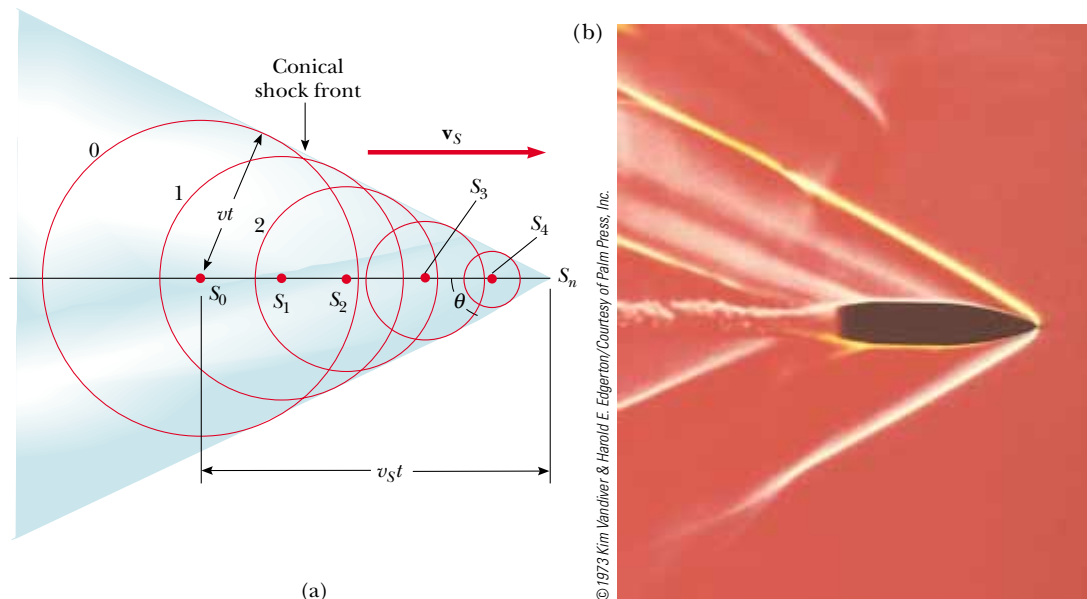 (b)
Conical
shock front
v_S
0
1
2
vt
S_3
S_4
S_0
S_1
S_2
θ
S_n
v_St
(a)
© 1973 Kim Vandiver & Harold E. Edgerton/Courtesy of Palm Press, Inc.